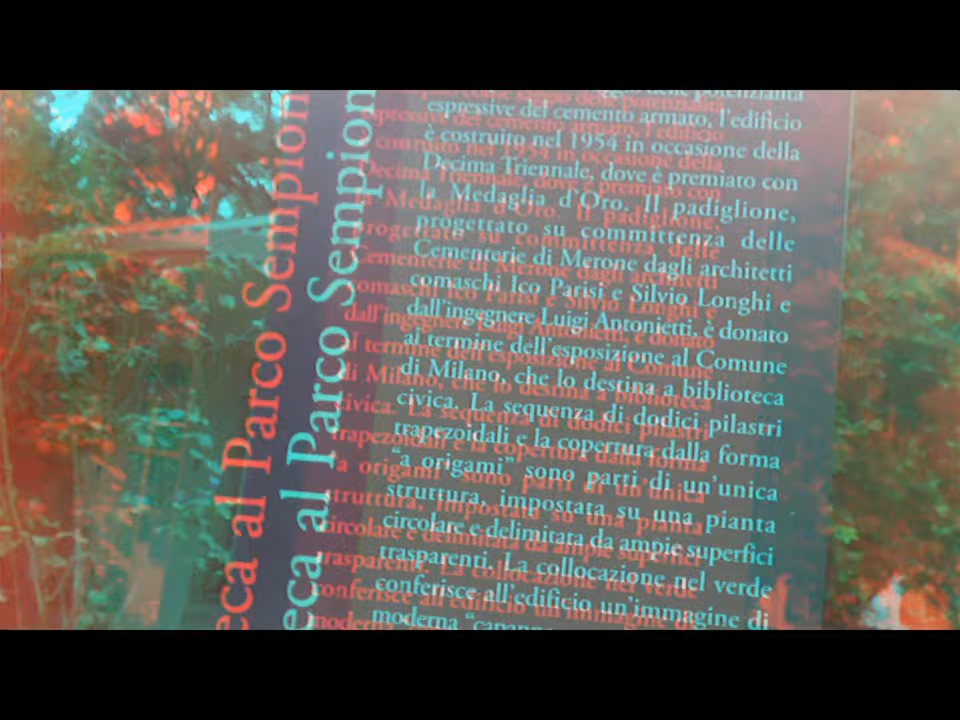 eca al Parco Sempion
delle potenzialità
espressive del cemento armato, l'edificio
è costruito nel 1954 in occasione della
Decima Triennale, dove è premiato con
la Medaglia d'Oro. Il padiglione,
progettato su committenza delle
Cementerie di Merone dagli architetti
comaschi Ico Parisi e Silvio Longhi e
dall'ingegnere Luigi Antonietti, è donato
al termine dell'esposizione al Comune
di Milano, che lo destina a biblioteca
civica. La sequenza di dodici pilastri
trapezoidali e la copertura dalla forma
"a origami" sono parti di un'unica
struttura, impostata su una pianta
circolare e delimitata da ampie superfici
trasparenti. La collocazione nel verde
conferisce all'edificio un'immagine di
moderna